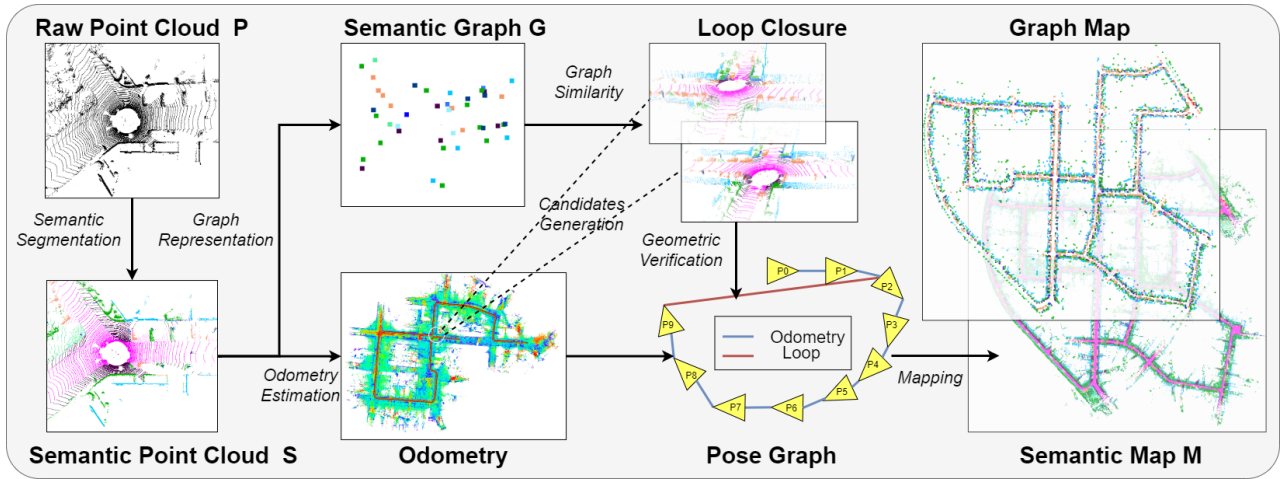 Raw Point Cloud P
Semantic Graph G
Loop Closure
Graph Map
Graph
Similarity
Semantic
Segmentation
Graph
Representation
Candidates
Generation
Geometric
Verification
P0
P1
P2
P3
P4
P5
P6
P7
P8
P9
Odometry
Loop
Odometry
Estimation
Mapping
Semantic Point Cloud S
Odometry
Pose Graph
Semantic Map M